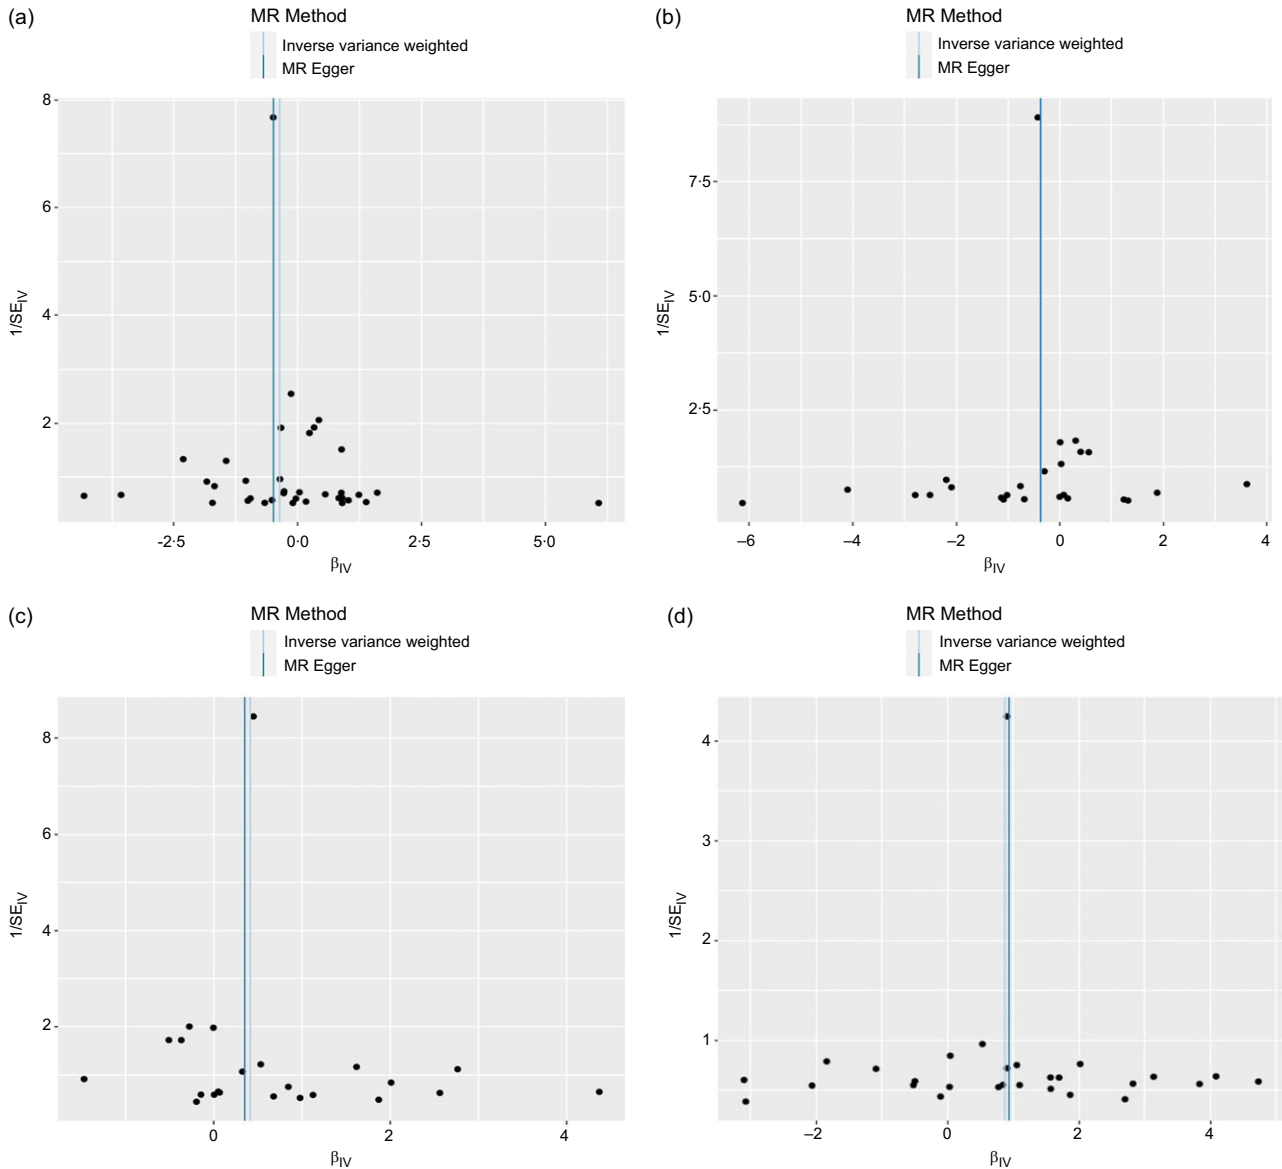 (a)
MR Method
Inverse variance weighted
MR Egger
8
6
4
2
1/SE_IV
-2·5
0·0
2·5
5·0
β_IV
(b)
MR Method
Inverse variance weighted
MR Egger
7·5
5·0
2·5
1/SE_IV
–6
–4
–2
0
2
4
β_IV
(c)
MR Method
Inverse variance weighted
MR Egger
8
6
4
2
1/SE_IV
0
2
4
β_IV
(d)
MR Method
Inverse variance weighted
MR Egger
4
3
2
1
1/SE_IV
–2
0
2
4
β_IV